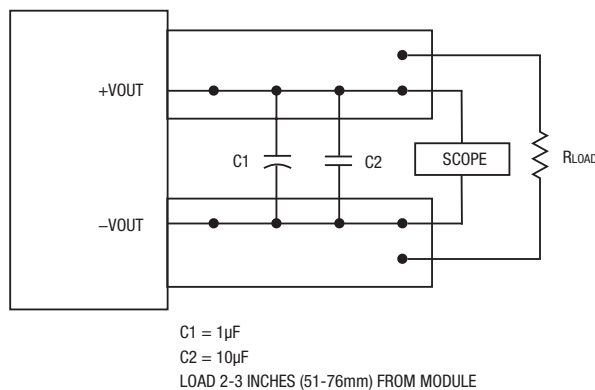 +VOUT
C1
C2
SCOPE
RLOAD
−VOUT
C1 = 1µF
C2 = 10µF
LOAD 2-3 INCHES (51-76mm) FROM MODULE